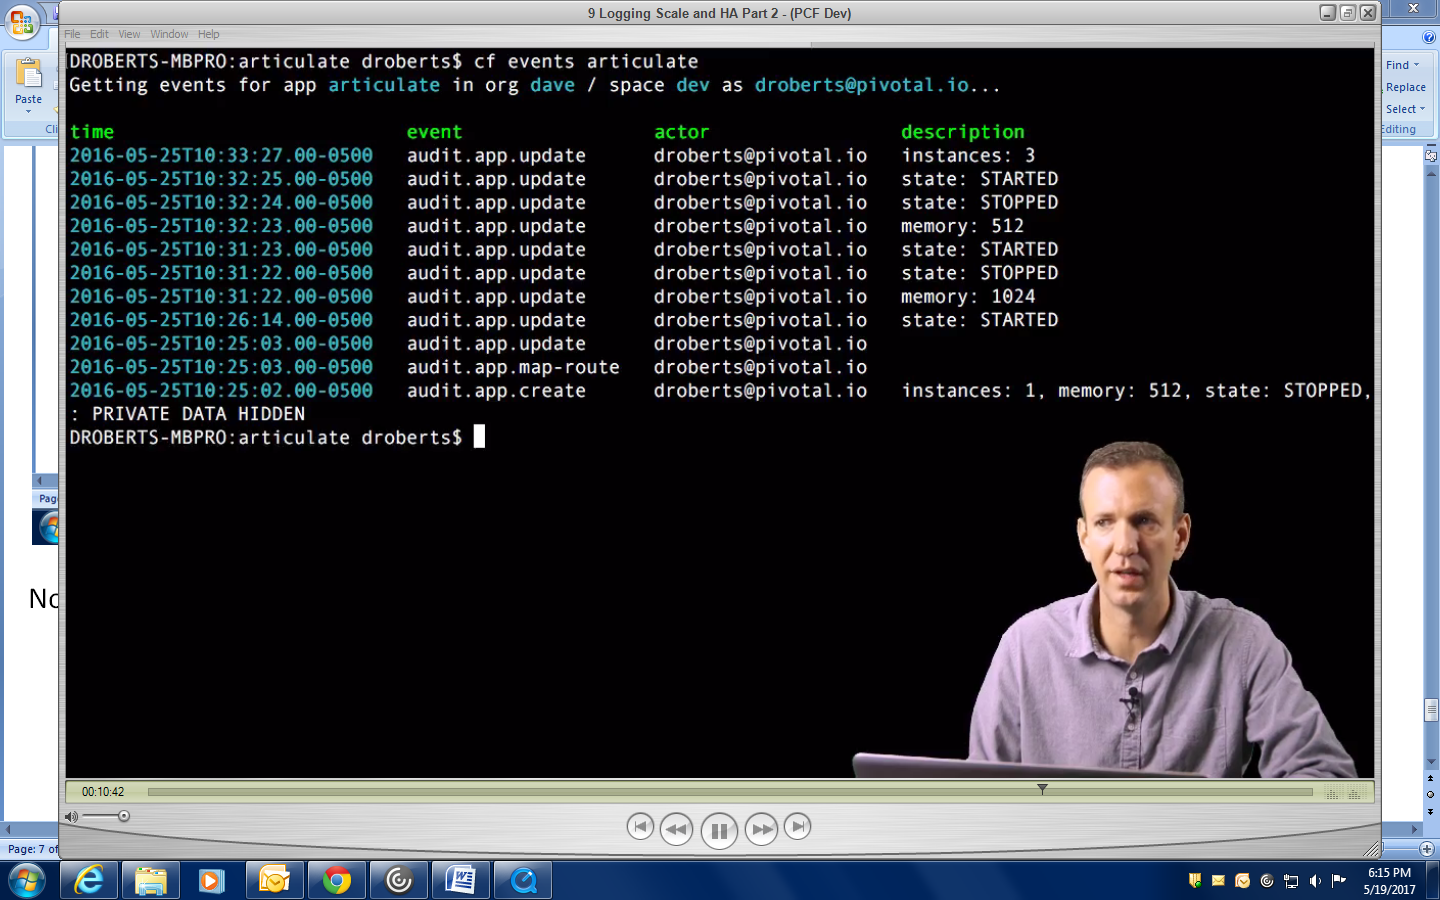 9 Logging Scale and HA Part 2 - (PCF Dev)
File Edit View Window Help
DROBERTS-MBPRO:articulate droberts$ cf events articulate
Getting events for app articulate in org dave / space dev as droberts@pivotal.io...
time event actor description
2016-05-25T10:33:27.00-0500 audit.app.update droberts@pivotal.io instances: 3
2016-05-25T10:32:25.00-0500 audit.app.update droberts@pivotal.io state: STARTED
2016-05-25T10:32:24.00-0500 audit.app.update droberts@pivotal.io state: STOPPED
2016-05-25T10:32:23.00-0500 audit.app.update droberts@pivotal.io memory: 512
2016-05-25T10:31:23.00-0500 audit.app.update droberts@pivotal.io state: STARTED
2016-05-25T10:31:22.00-0500 audit.app.update droberts@pivotal.io state: STOPPED
2016-05-25T10:31:22.00-0500 audit.app.update droberts@pivotal.io memory: 1024
2016-05-25T10:26:14.00-0500 audit.app.update droberts@pivotal.io state: STARTED
2016-05-25T10:25:03.00-0500 audit.app.update droberts@pivotal.io
2016-05-25T10:25:03.00-0500 audit.app.map-route droberts@pivotal.io
2016-05-25T10:25:02.00-0500 audit.app.create droberts@pivotal.io instances: 1, memory: 512, state: STOPPED,
: PRIVATE DATA HIDDEN
DROBERTS-MBPRO:articulate droberts$
Paste
Find
Replace
Select
Editing
00:10:42
Page: 7 of
6:15 PM
5/19/2017